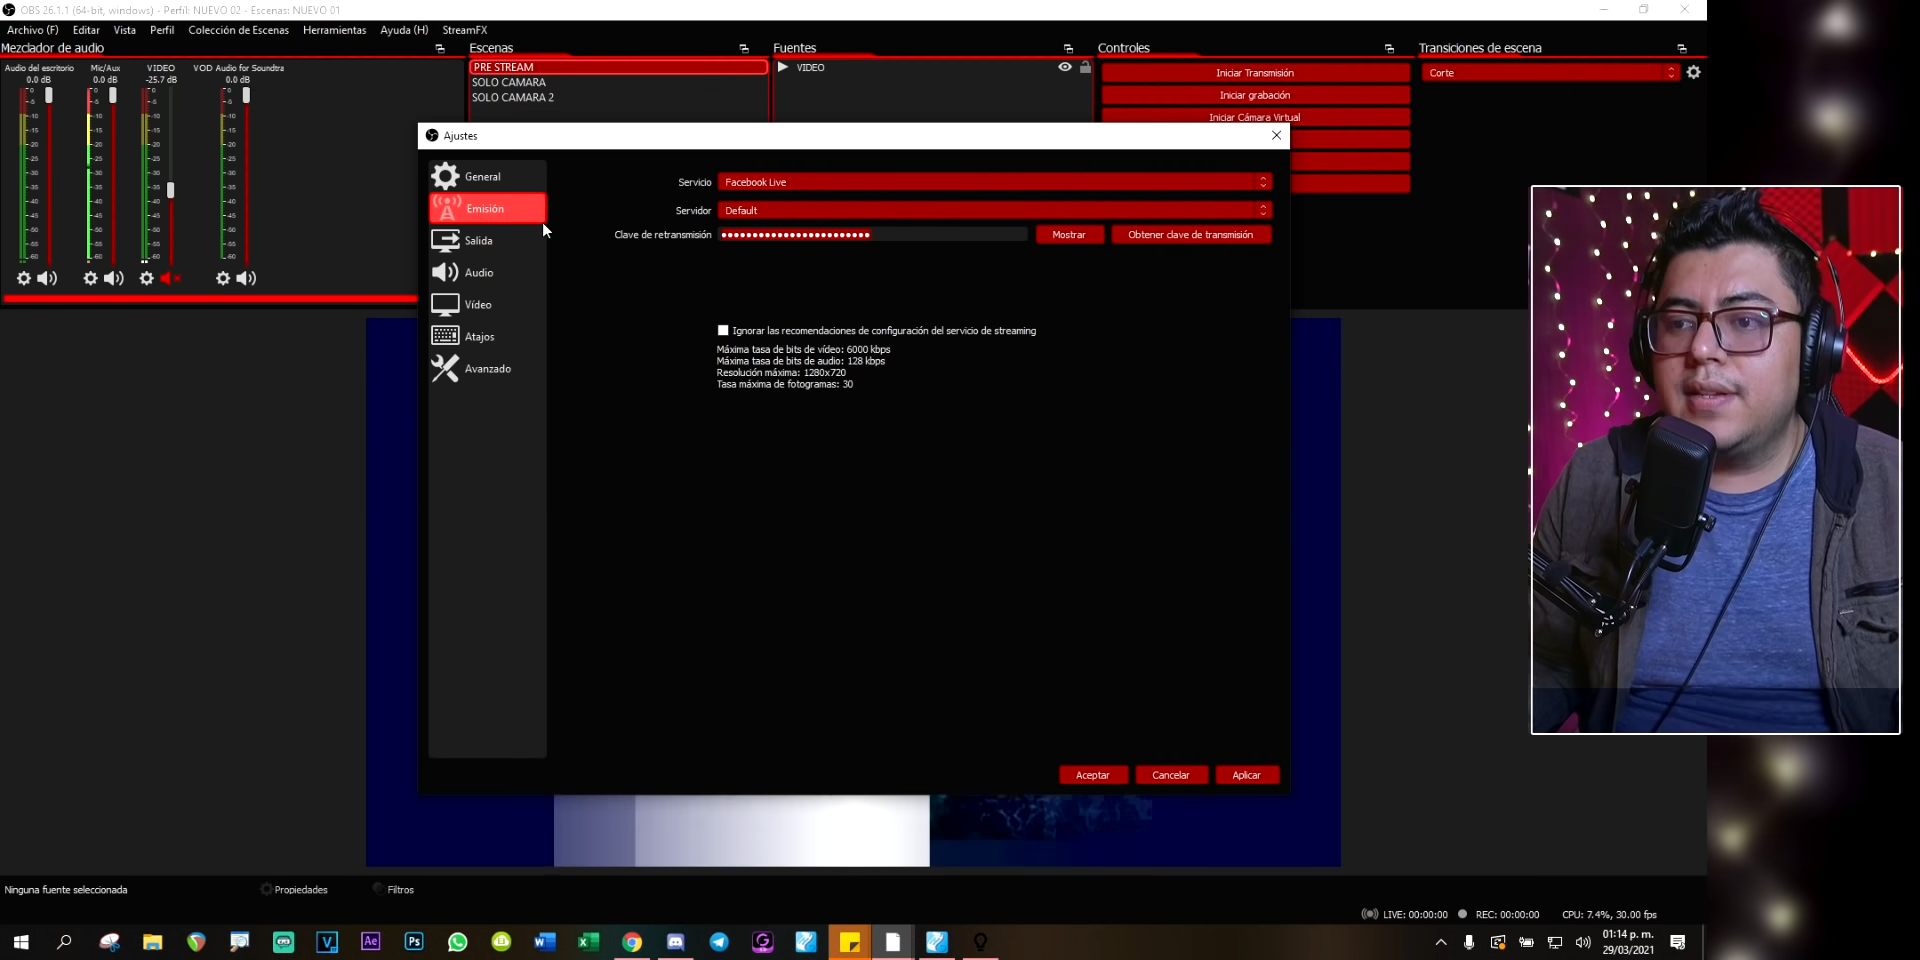 OBS 26.1.1 (64-bit, windows) - Perfil: NUEVO 02 - Escenas: NUEVO 01
Archivo (F) Editar Vista Perfil Colección de Escenas Herramientas Ayuda (H) StreamFX
Mezclador de audio
Audio del escritorio
0.0 dB
Mic/Aux
0.0 dB
VIDEO
-25.7 dB
VOD Audio for Soundtra
0.0 dB
Escenas
PRE STREAM
SOLO CAMARA
SOLO CAMARA 2
Fuentes
VIDEO
Controles
Iniciar Transmisión
Iniciar grabación
Iniciar Cámara Virtual
Transiciones de escena
Corte
Ajustes
General
Emisión
Salida
Audio
Vídeo
Atajos
Avanzado
Servicio Facebook Live
Servidor Default
Clave de retransmisión Mostrar Obtener clave de transmisión
Ignorar las recomendaciones de configuración del servicio de streaming
Máxima tasa de bits de vídeo: 6000 kbps
Máxima tasa de bits de audio: 128 kbps
Resolución máxima: 1280x720
Tasa máxima de fotogramas: 30
Aceptar Cancelar Aplicar
Ninguna fuente seleccionada Propiedades Filtros
LIVE: 00:00:00 REC: 00:00:00 CPU: 7.4%, 30.00 fps
01:14 p. m.
29/03/2021